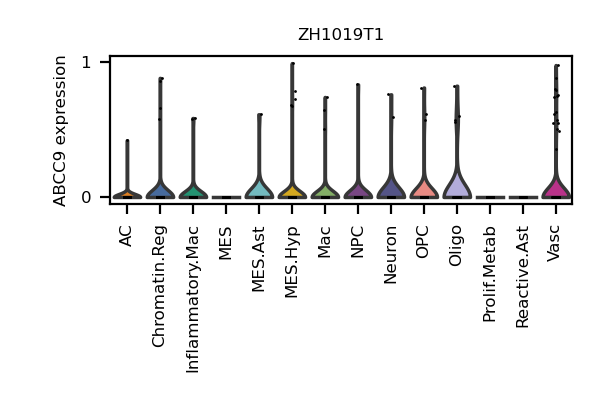 ZH1019T1
ABCC9 expression
1
0
AC
Chromatin.Reg
Inflammatory.Mac
MES
MES.Ast
MES.Hyp
Mac
NPC
Neuron
OPC
Oligo
Prolif.Metab
Reactive.Ast
Vasc